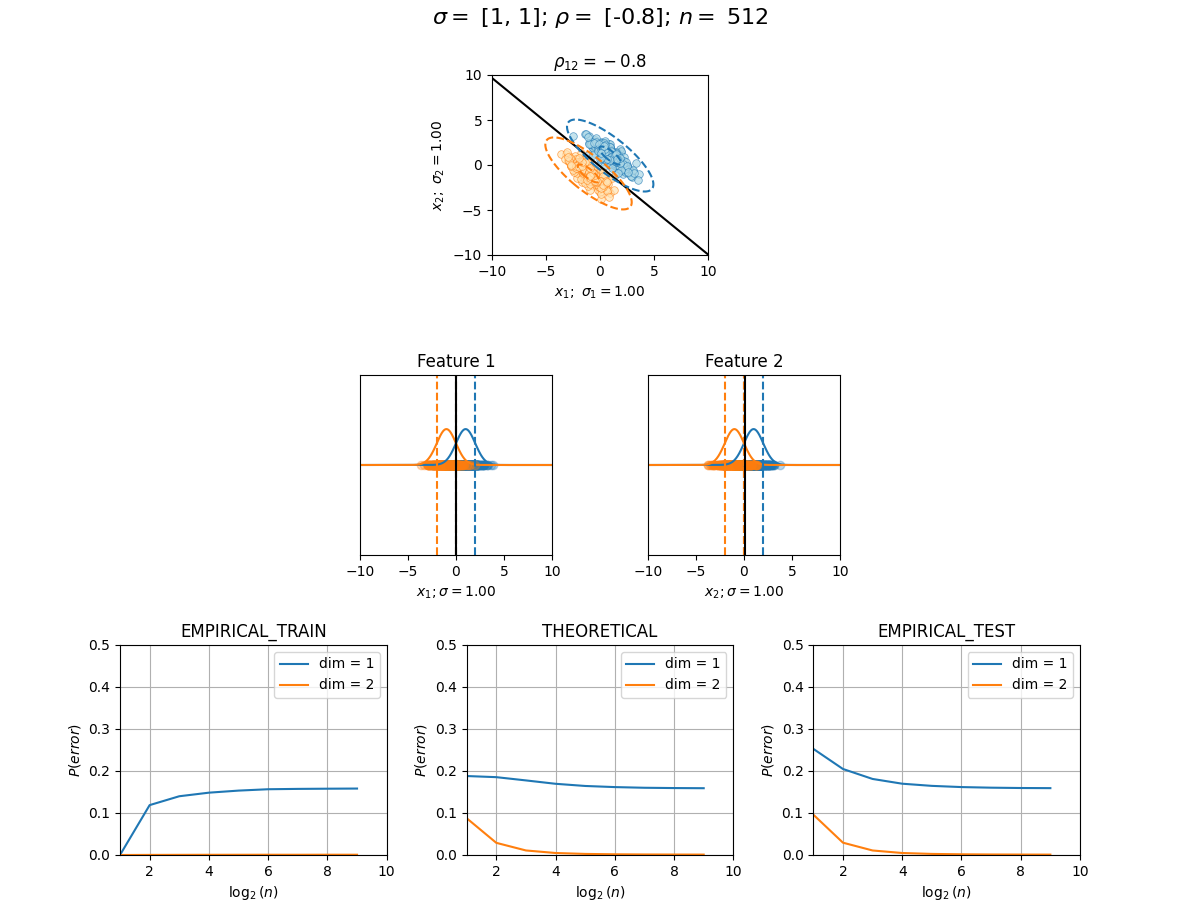 σ = [1, 1]; ρ = [-0.8]; n = 512
ρ₁₂ = −0.8
10
5
0
−5
−10
x₂; σ₂ = 1.00
−10 −5 0 5 10
x₁; σ₁ = 1.00
Feature 1
−10 −5 0 5 10
x₁; σ = 1.00
Feature 2
−10 −5 0 5 10
x₂; σ = 1.00
EMPIRICAL_TRAIN
0.5
0.4
0.3
0.2
0.1
0.0
P(error)
dim = 1
dim = 2
2 4 6 8 10
log₂(n)
THEORETICAL
0.5
0.4
0.3
0.2
0.1
0.0
P(error)
dim = 1
dim = 2
2 4 6 8 10
log₂(n)
EMPIRICAL_TEST
0.5
0.4
0.3
0.2
0.1
0.0
P(error)
dim = 1
dim = 2
2 4 6 8 10
log₂(n)